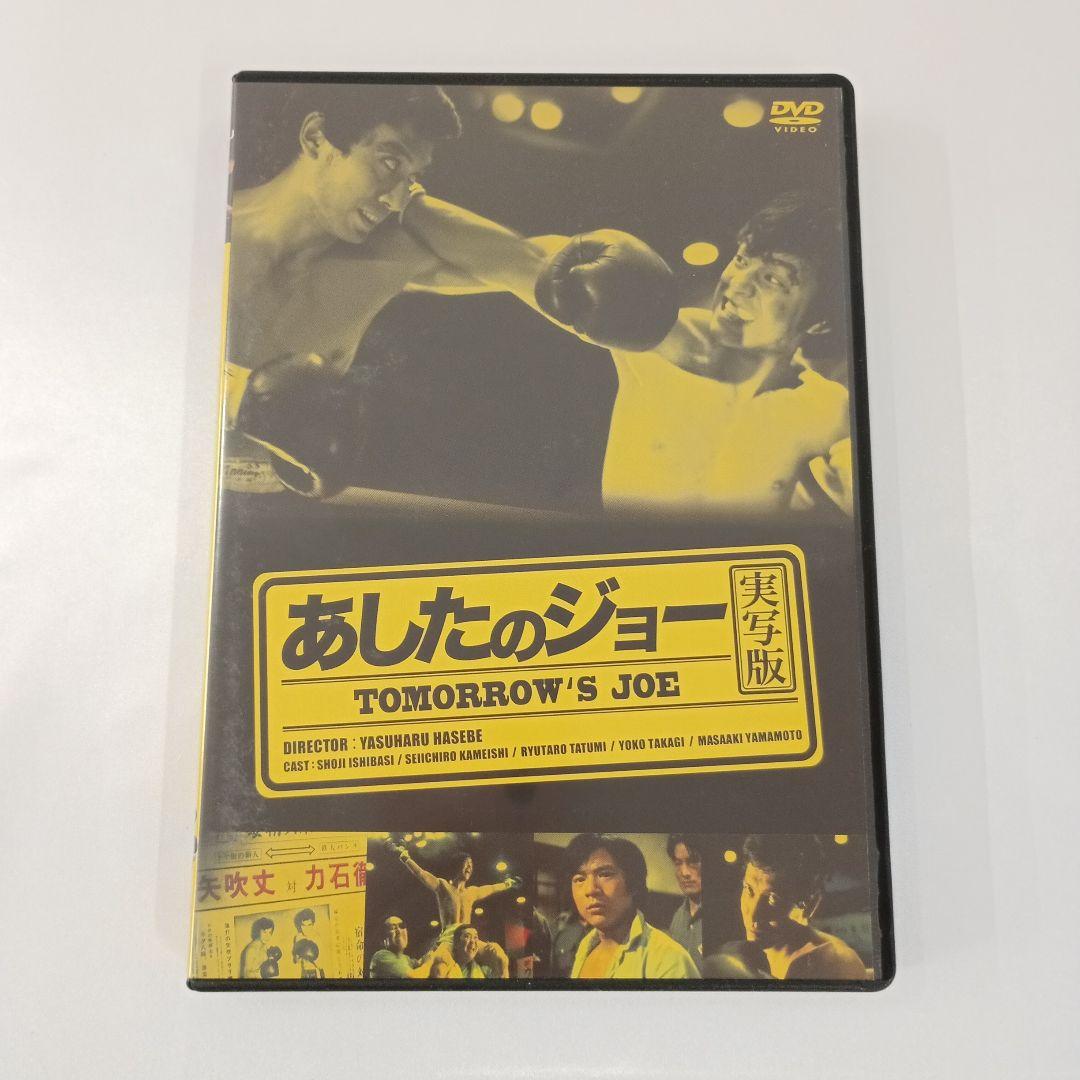 DVD
VIDEO
あしたのジョー
実写版
TOMORROW'S JOE
DIRECTOR : YASUHARU HASEBE
CAST : SHOJI ISHIBASI / SEIICHIRO KAMEISHI / RYUTARO TATUMI / YOKO TAKAGI / MASAAKI YAMAMOTO
矢吹丈 対 力石徹